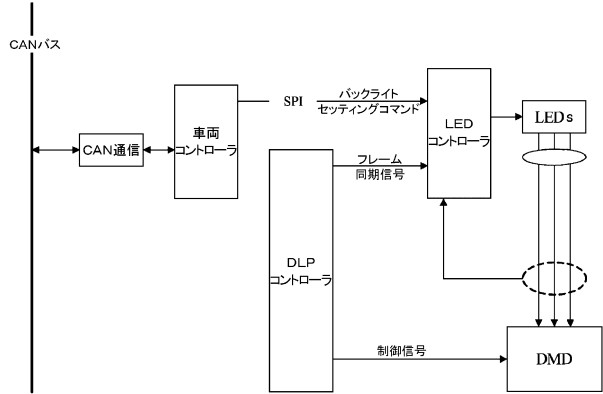 CANバス
CAN通信
車両
コントローラ
SPI
バックライト
セッティングコマンド
LED
コントローラ
LEDs
フレーム
同期信号
DLP
コントローラ
制御信号
DMD